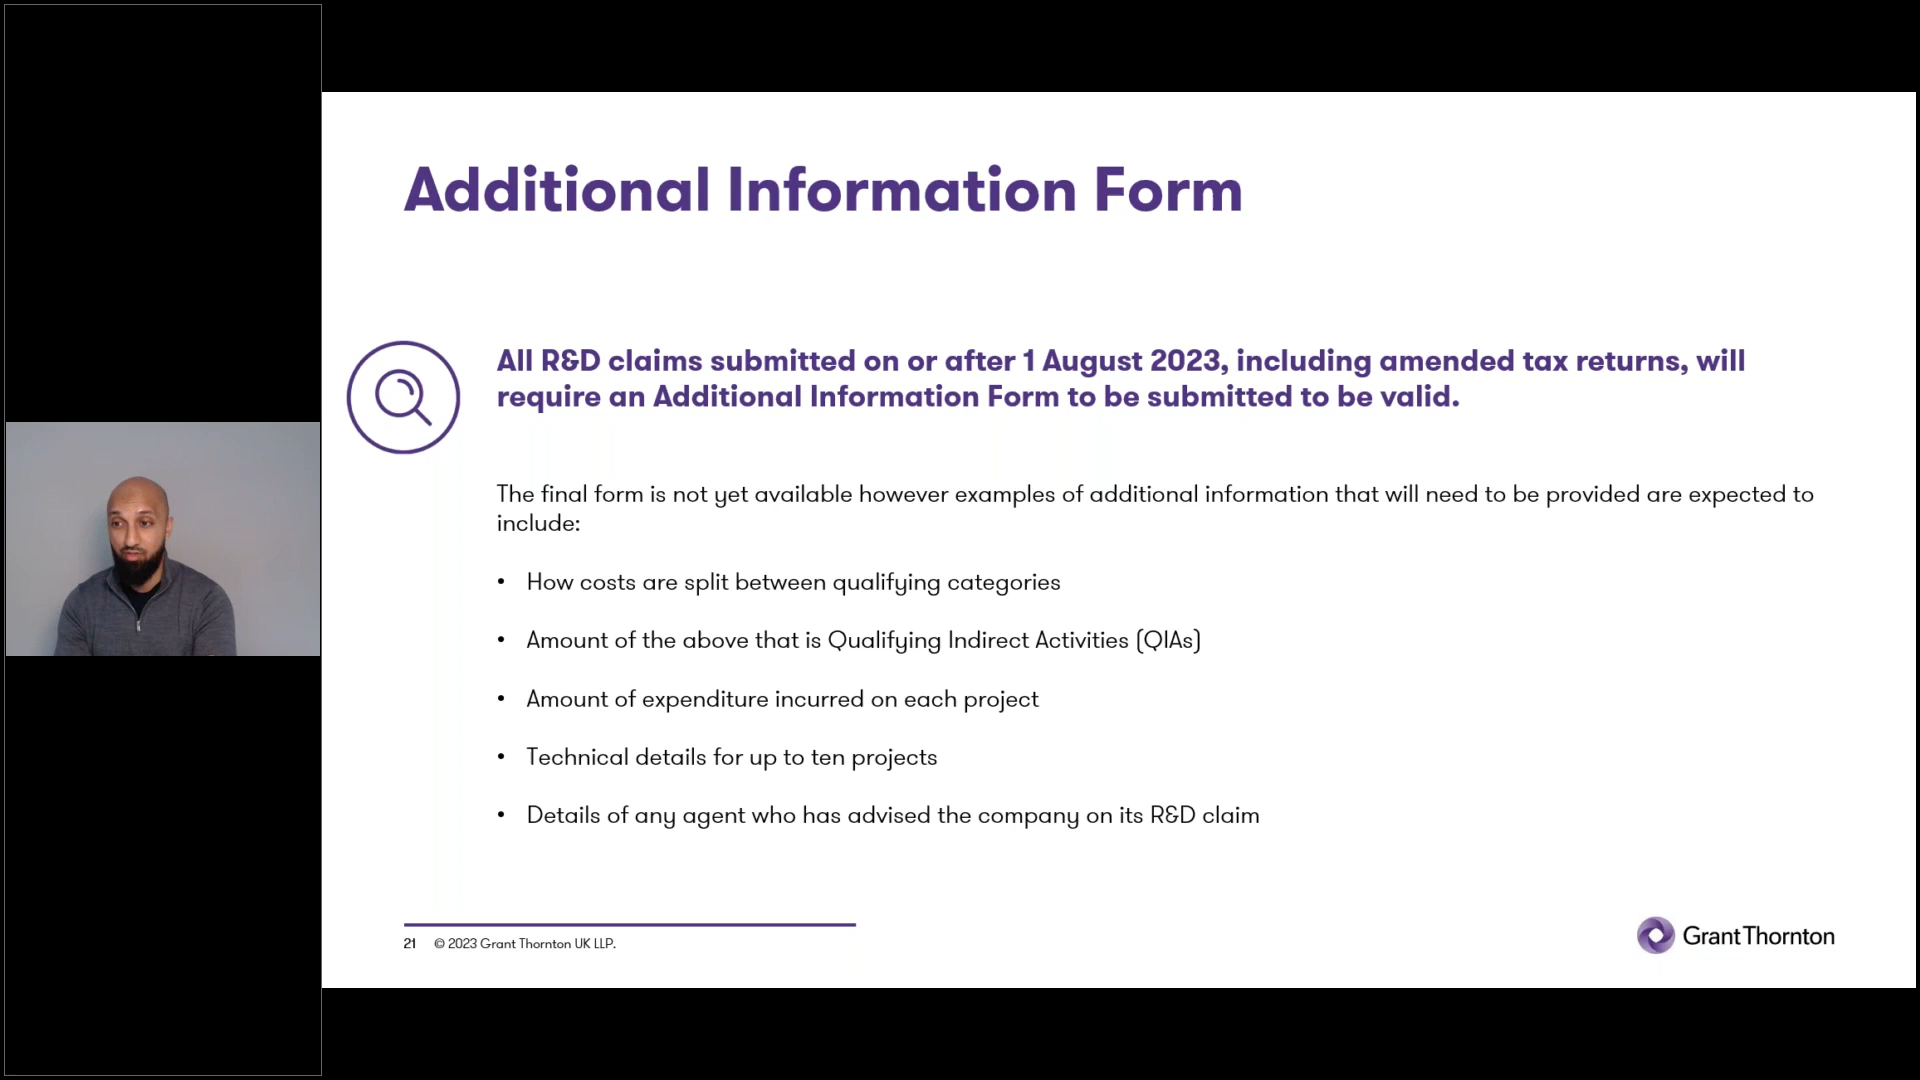 Additional Information Form
All R&D claims submitted on or after 1 August 2023, including amended tax returns, will
require an Additional Information Form to be submitted to be valid.
The final form is not yet available however examples of additional information that will need to be provided are expected to
include:
• How costs are split between qualifying categories
• Amount of the above that is Qualifying Indirect Activities (QIAs)
• Amount of expenditure incurred on each project
• Technical details for up to ten projects
• Details of any agent who has advised the company on its R&D claim
21 © 2023 Grant Thornton UK LLP.
Grant Thornton